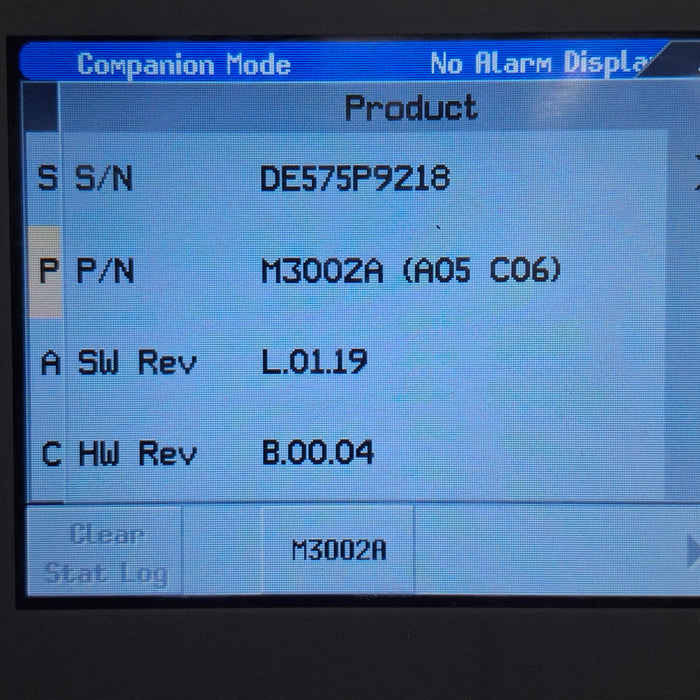 Companion Mode No Alarm Displa
Product
S S/N DE575P9218
P P/N M3002A (A05 C06)
A SW Rev L.01.19
C HW Rev B.00.04
Clear
Stat Log
M3002A